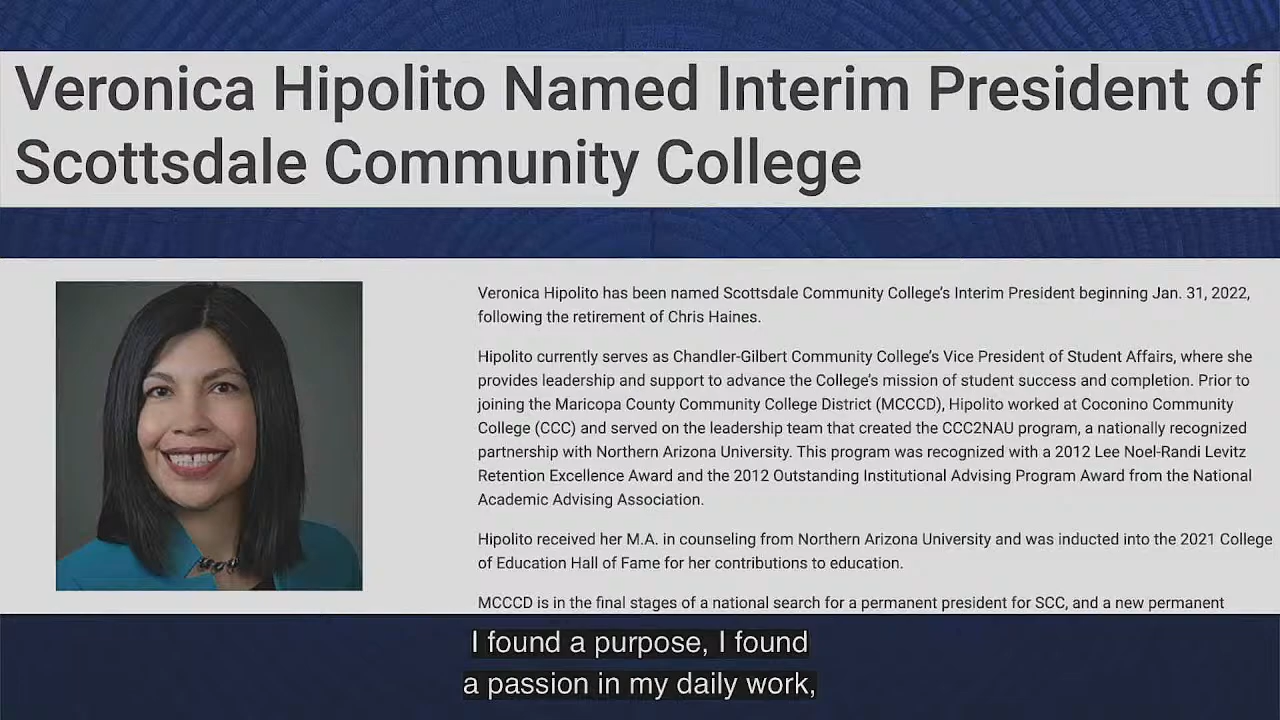 Veronica Hipolito Named Interim President of
Scottsdale Community College
Veronica Hipolito has been named Scottsdale Community College’s Interim President beginning Jan. 31, 2022,
following the retirement of Chris Haines.
Hipolito currently serves as Chandler-Gilbert Community College’s Vice President of Student Affairs, where she
provides leadership and support to advance the College’s mission of student success and completion. Prior to
joining the Maricopa County Community College District (MCCCD), Hipolito worked at Coconino Community
College (CCC) and served on the leadership team that created the CCC2NAU program, a nationally recognized
partnership with Northern Arizona University. This program was recognized with a 2012 Lee Noel-Randi Levitz
Retention Excellence Award and the 2012 Outstanding Institutional Advising Program Award from the National
Academic Advising Association.
Hipolito received her M.A. in counseling from Northern Arizona University and was inducted into the 2021 College
of Education Hall of Fame for her contributions to education.
MCCCD is in the final stages of a national search for a permanent president for SCC, and a new permanent
I found a purpose, I found
a passion in my daily work,